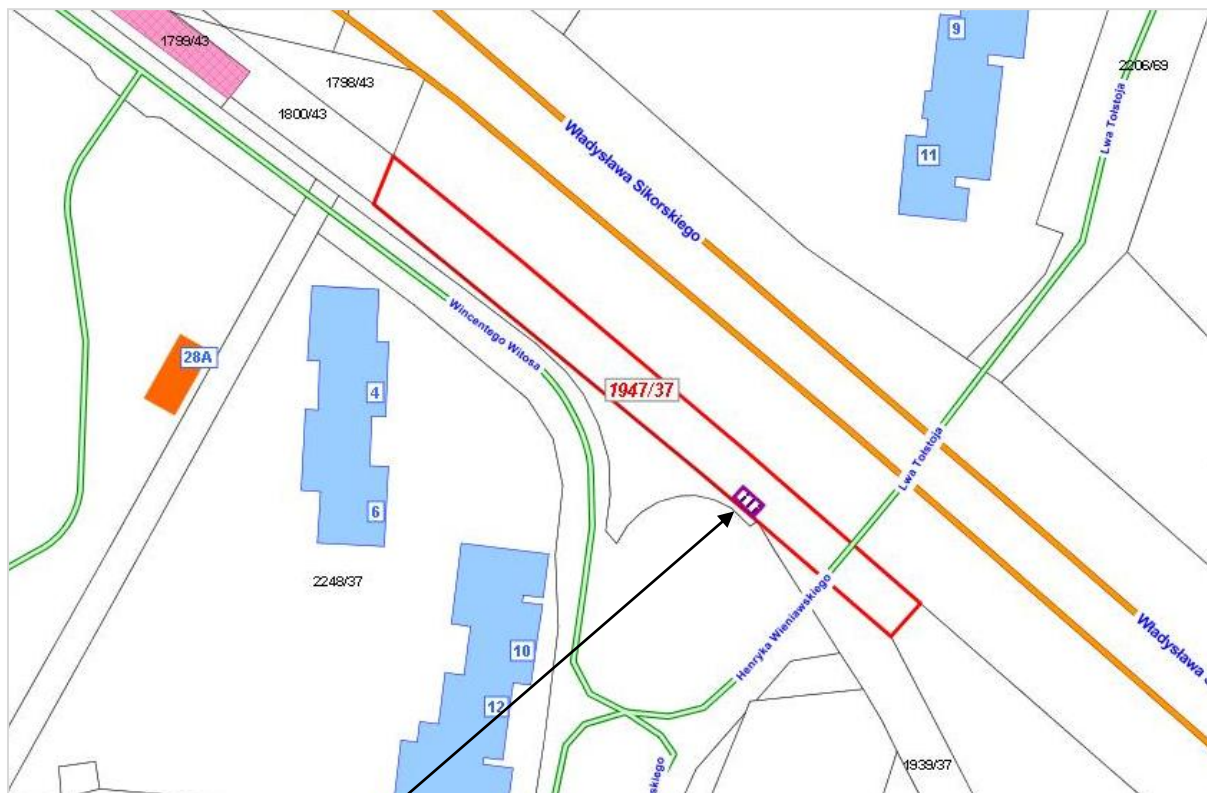 1799/43
9
2206/69
1798/43
1800/43
Władysława Sikorskiego
Lwa Tołstoja
11
Wincentego Witosa
28A
4
1947/37
Lwa Tołstoja
6
2248/37
Henryka Wieniawskiego
10
Władysława S
12
1939/37
skiego